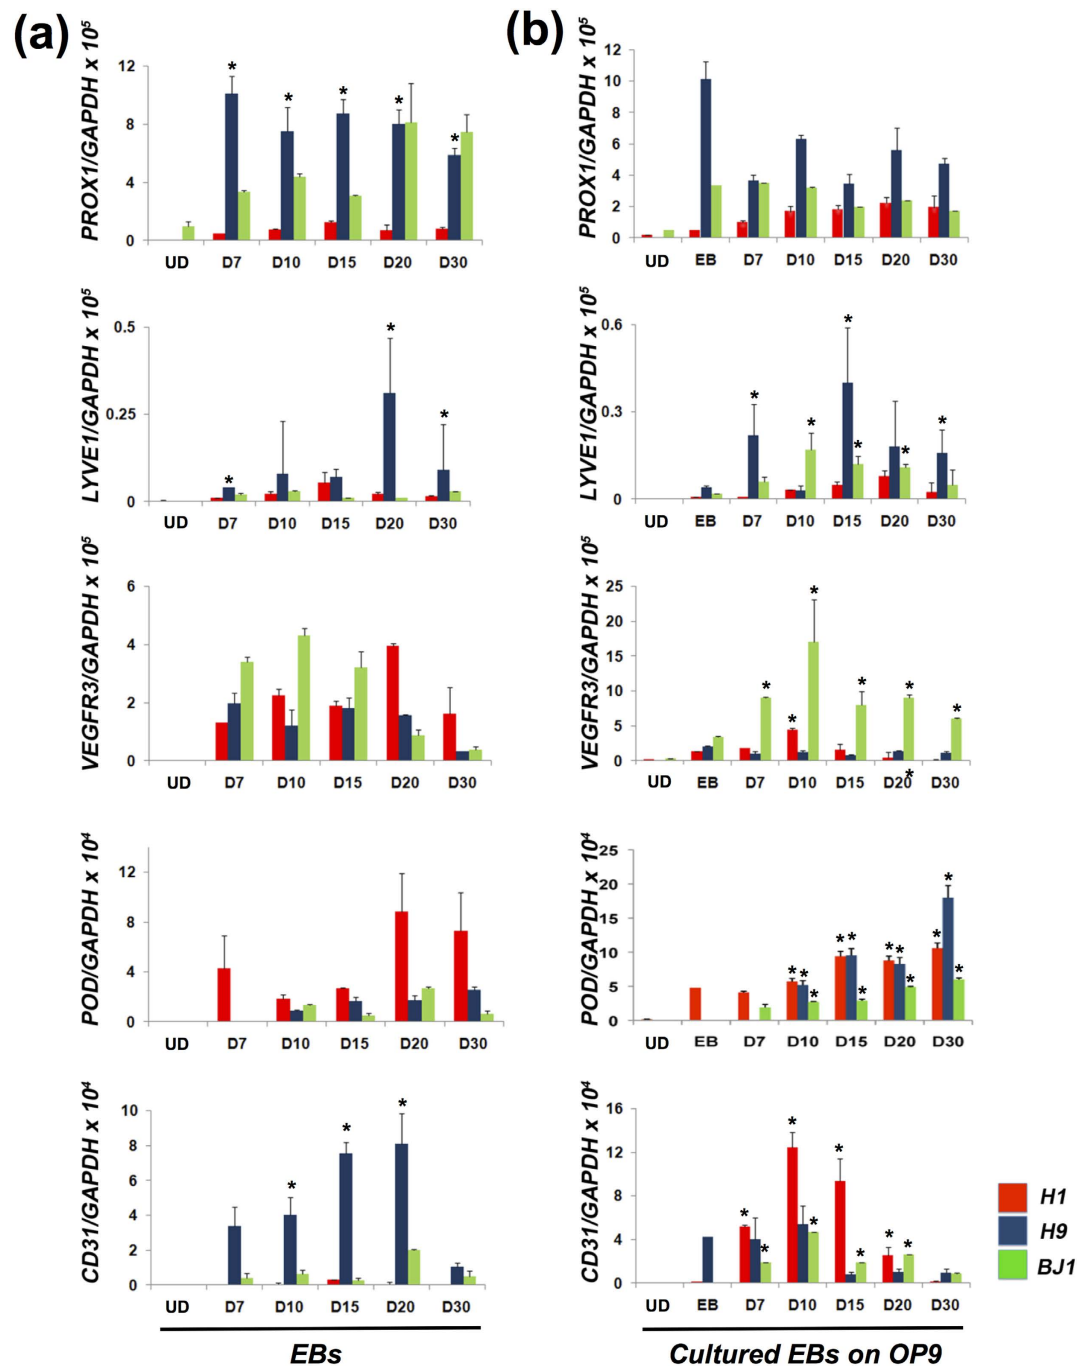 (a)
PROX1/GAPDH x 10⁵
12
8
4
0
* * * * *
UD D7 D10 D15 D20 D30
LYVE1/GAPDH x 10⁵
0.5
0.25
0
* * *
UD D7 D10 D15 D20 D30
VEGFR3/GAPDH x 10⁵
6
4
2
0
UD D7 D10 D15 D20 D30
POD/GAPDH x 10⁴
12
8
4
0
UD D7 D10 D15 D20 D30
CD31/GAPDH x 10⁴
10
8
6
4
2
0
* * *
UD D7 D10 D15 D20 D30
EBs
(b)
PROX1/GAPDH x 10⁵
12
10
8
6
4
2
0
UD EB D7 D10 D15 D20 D30
LYVE1/GAPDH x 10⁵
0.6
0.3
0
* * * * * *
UD EB D7 D10 D15 D20 D30
VEGFR3/GAPDH x 10⁵
25
20
15
10
5
0
* * * * * *
UD EB D7 D10 D15 D20 D30
*
POD/GAPDH x 10⁴
25
20
15
10
5
0
* * * * * * * * * * * *
UD EB D7 D10 D15 D20 D30
CD31/GAPDH x 10⁴
16
12
8
4
0
* * * * * * * *
UD EB D7 D10 D15 D20 D30
Cultured EBs on OP9
H1
H9
BJ1